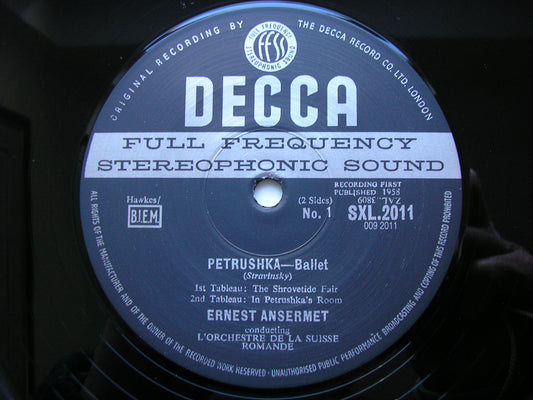 ORIGINAL RECORDING BY
THE DECCA RECORD CO. LTD. LONDON
FULL FREQUENCY
FFSS
STEREOPHONIC SOUND
DECCA
FULL FREQUENCY
STEREOPHONIC SOUND
RECORDING FIRST
PUBLISHED 1958
Hawkes/
(2 Sides)
ZAL.3809
B.I.E.M.
No. 1
SXL.2011
009 2011
PETRUSHKA—Ballet
(Stravinsky)
1st Tableau: The Shrovetide Fair
2nd Tableau: In Petrushka's Room
ERNEST ANSERMET
conducting
L'ORCHESTRE DE LA SUISSE
ROMANDE
ALL RIGHTS OF THE MANUFACTURER AND OF THE OWNER OF THE RECORDED WORK RESERVED - UNAUTHORISED PUBLIC PERFORMANCE BROADCASTING AND COPYING OF THIS RECORD PROHIBITED